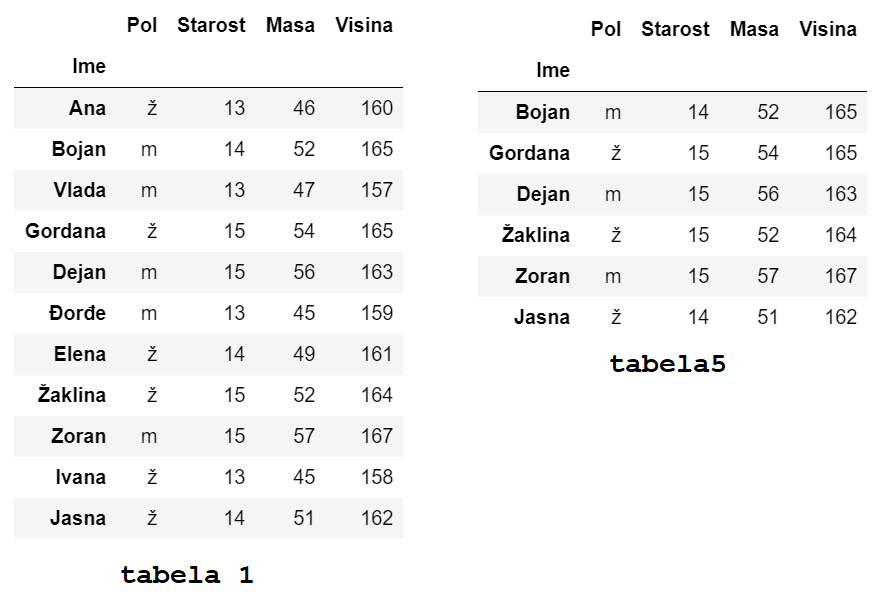 Pol Starost Masa Visina
Ime
Ana ž 13 46 160
Bojan m 14 52 165
Vlada m 13 47 157
Gordana ž 15 54 165
Dejan m 15 56 163
Đorđe m 13 45 159
Elena ž 14 49 161
Žaklina ž 15 52 164
Zoran m 15 57 167
Ivana ž 13 45 158
Jasna ž 14 51 162
tabela 1
Pol Starost Masa Visina
Ime
Bojan m 14 52 165
Gordana ž 15 54 165
Dejan m 15 56 163
Žaklina ž 15 52 164
Zoran m 15 57 167
Jasna ž 14 51 162
tabela5